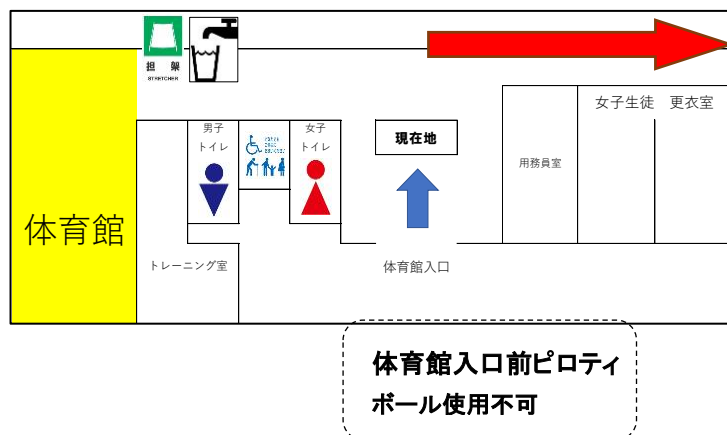 担架
STRETCHER
男子
トイレ
女子
トイレ
現在地
女子生徒 更衣室
用務員室
体育館
トレーニング室
体育館入口
体育館入口前ピロティ
ボール使用不可